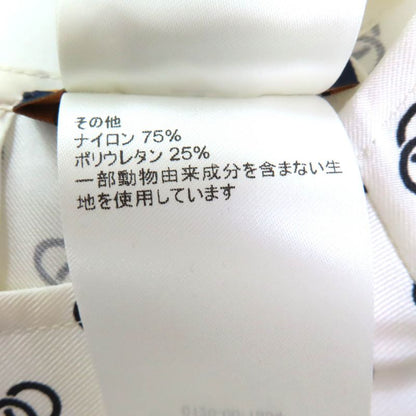 その他
ナイロン 75%
ポリウレタン 25%
一部動物由来成分を含まない生
地を使用しています